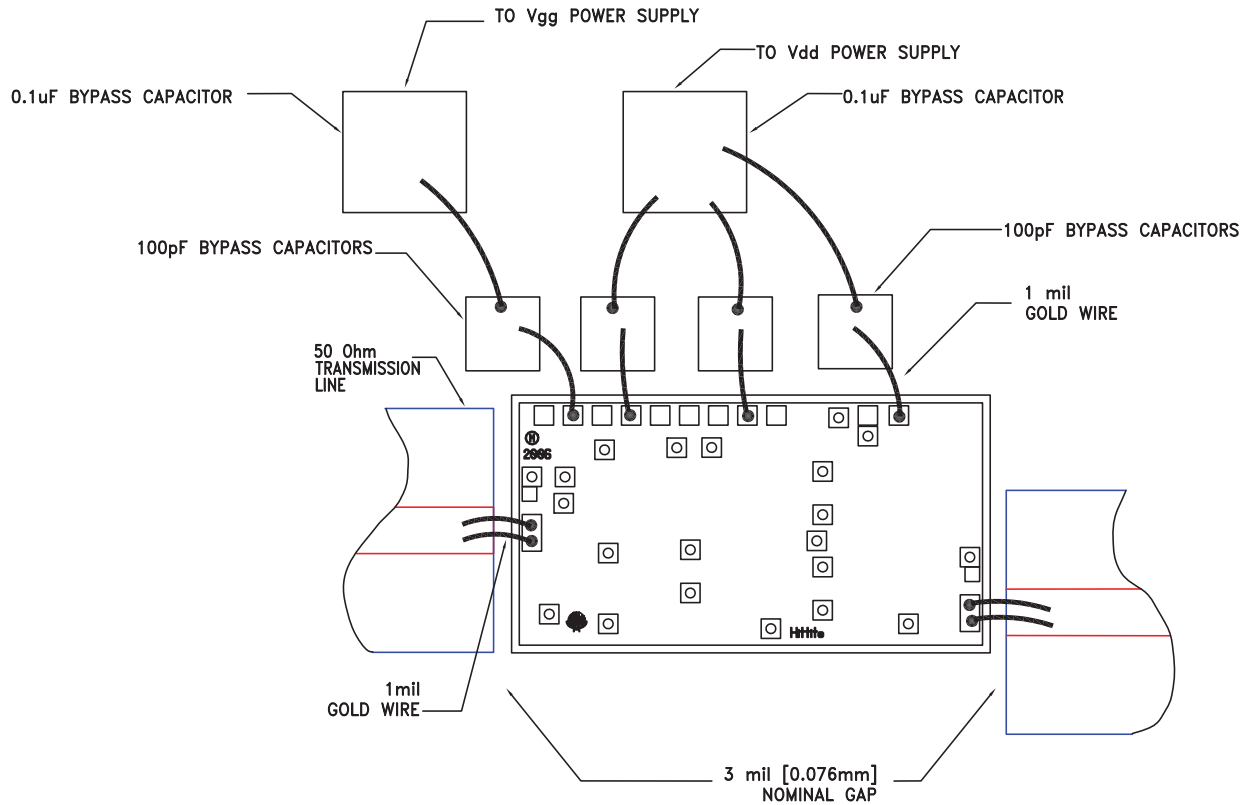 TO Vgg POWER SUPPLY
TO Vdd POWER SUPPLY
0.1uF BYPASS CAPACITOR
0.1uF BYPASS CAPACITOR
100pF BYPASS CAPACITORS
100pF BYPASS CAPACITORS
1 mil
GOLD WIRE
50 Ohm
TRANSMISSION
LINE
M
2006
Hittite
1mil
GOLD WIRE
3 mil [0.076mm]
NOMINAL GAP